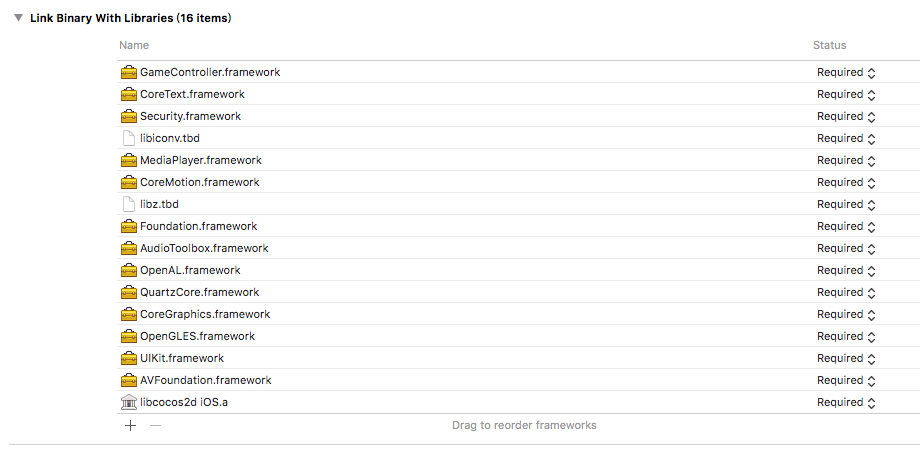 Link Binary With Libraries (16 items)
Name Status
GameController.framework Required
CoreText.framework Required
Security.framework Required
libiconv.tbd Required
MediaPlayer.framework Required
CoreMotion.framework Required
libz.tbd Required
Foundation.framework Required
AudioToolbox.framework Required
OpenAL.framework Required
QuartzCore.framework Required
CoreGraphics.framework Required
OpenGLES.framework Required
UIKit.framework Required
AVFoundation.framework Required
libcocos2d iOS.a Required
Drag to reorder frameworks